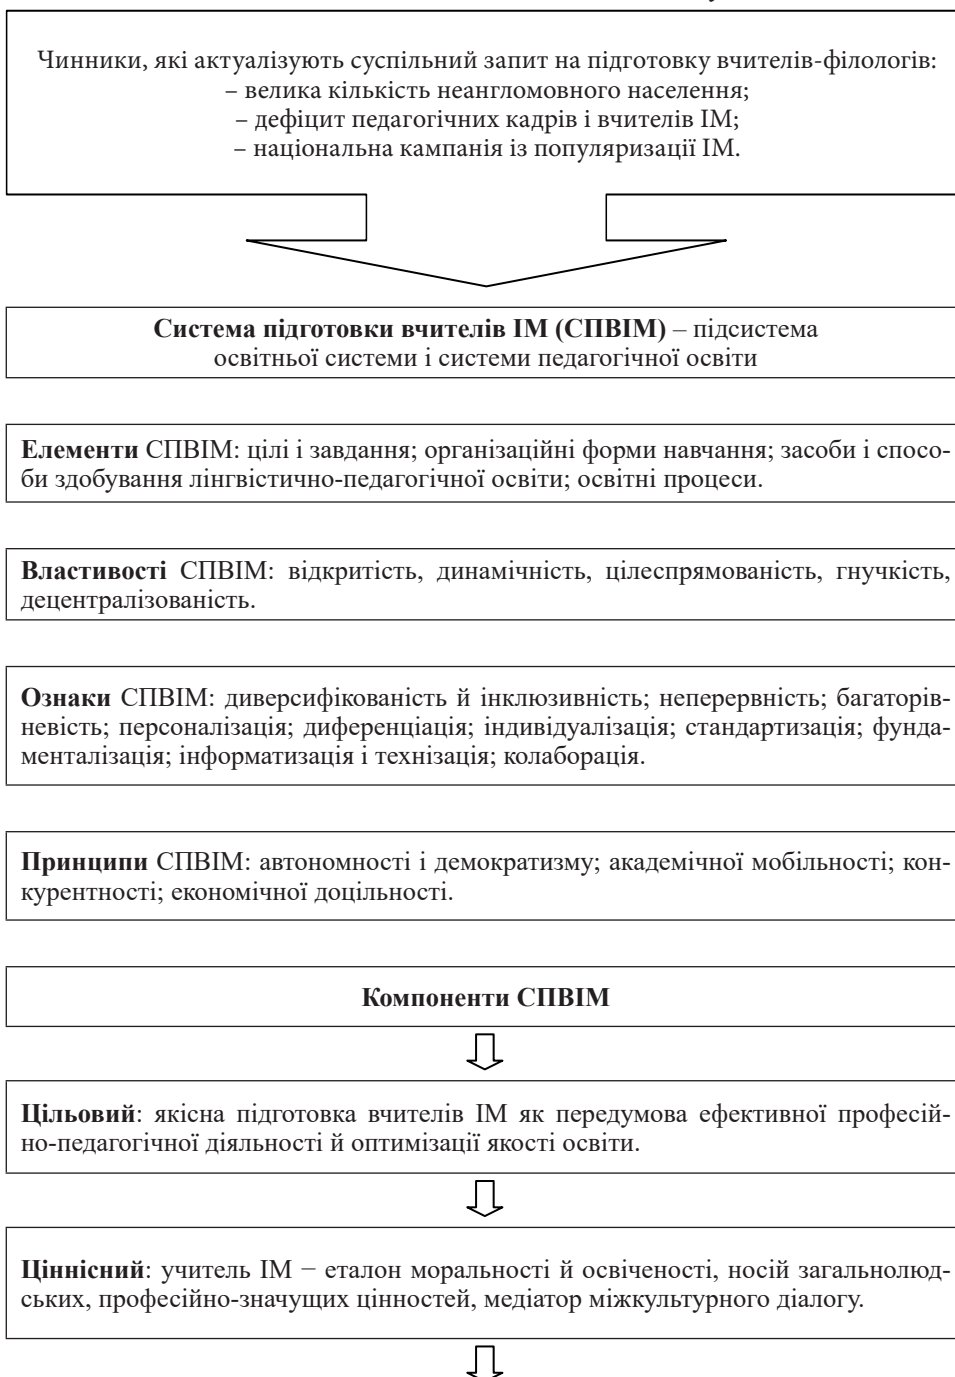 Чинники, які актуалізують суспільний запит на підготовку вчителів-філологів:
– велика кількість неангломовного населення;
– дефіцит педагогічних кадрів і вчителів ІМ;
– національна кампанія із популяризації ІМ.
Система підготовки вчителів ІМ (СПВІМ) – підсистема
освітньої системи і системи педагогічної освіти
Елементи СПВІМ: цілі і завдання; організаційні форми навчання; засоби і спосо-
би здобування лінгвістично-педагогічної освіти; освітні процеси.
Властивості СПВІМ: відкритість, динамічність, цілеспрямованість, гнучкість,
децентралізованість.
Ознаки СПВІМ: диверсифікованість й інклюзивність; неперервність; багаторів-
невість; персоналізація; диференціація; індивідуалізація; стандартизація; фунда-
менталізація; інформатизація і технізація; колаборація.
Принципи СПВІМ: автономності і демократизму; академічної мобільності; кон-
курентності; економічної доцільності.
Компоненти СПВІМ
Цільовий: якісна підготовка вчителів ІМ як передумова ефективної професій-
но-педагогічної діяльності й оптимізації якості освіти.
Ціннісний: учитель ІМ − еталон моральності й освіченості, носій загальнолюд-
ських, професійно-значущих цінностей, медіатор міжкультурного діалогу.